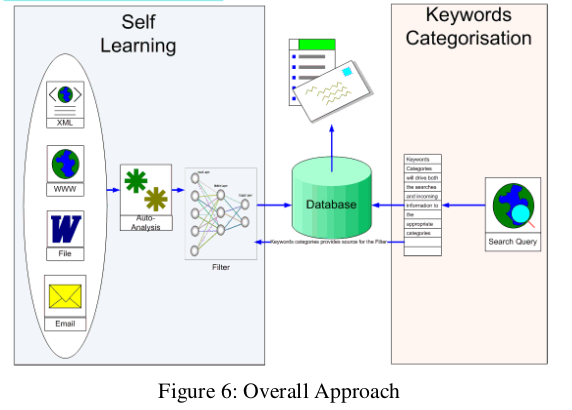 Self
Learning
Keywords
Categorisation
XML
WWW
File
Email
Auto-
Analysis
Filter
Database
Keywords categories provides source for the Filter
Keywords
Categories
will drive both
the searches
and incoming
information to
the
appropriate
categories
Search Query
Figure 6: Overall Approach